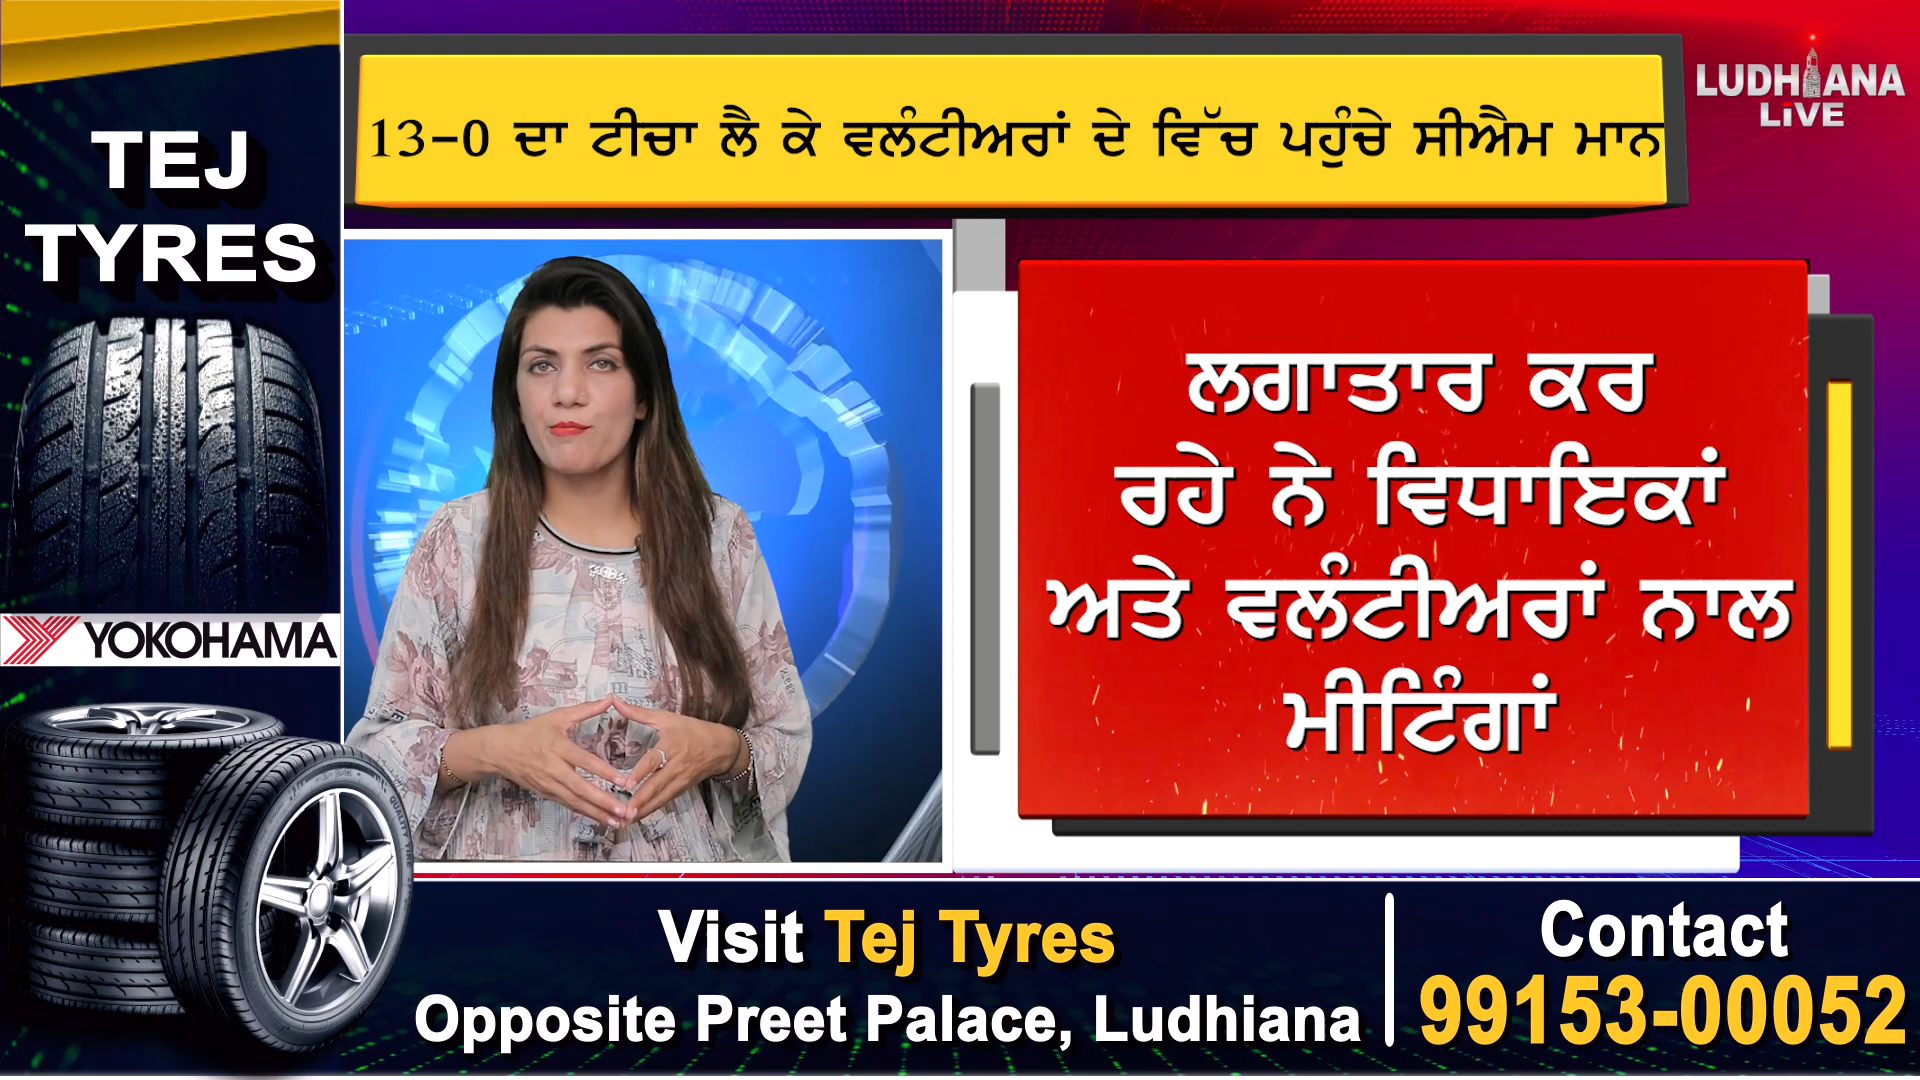 TEJ
TYRES
YOKOHAMA
13-0 ਦਾ ਟੀਚਾ ਲੈ ਕੇ ਵਲੰਟੀਅਰਾਂ ਦੇ ਵਿੱਚ ਪਹੁੰਚੇ ਸੀਐਮ ਮਾਨ
LUDHIANA
LiVE
ਲਗਾਤਾਰ ਕਰ
ਰਹੇ ਨੇ ਵਿਧਾਇਕਾਂ
ਅਤੇ ਵਲੰਟੀਅਰਾਂ ਨਾਲ
ਮੀਟਿੰਗਾਂ
Visit Tej Tyres
Opposite Preet Palace, Ludhiana
Contact
99153-00052